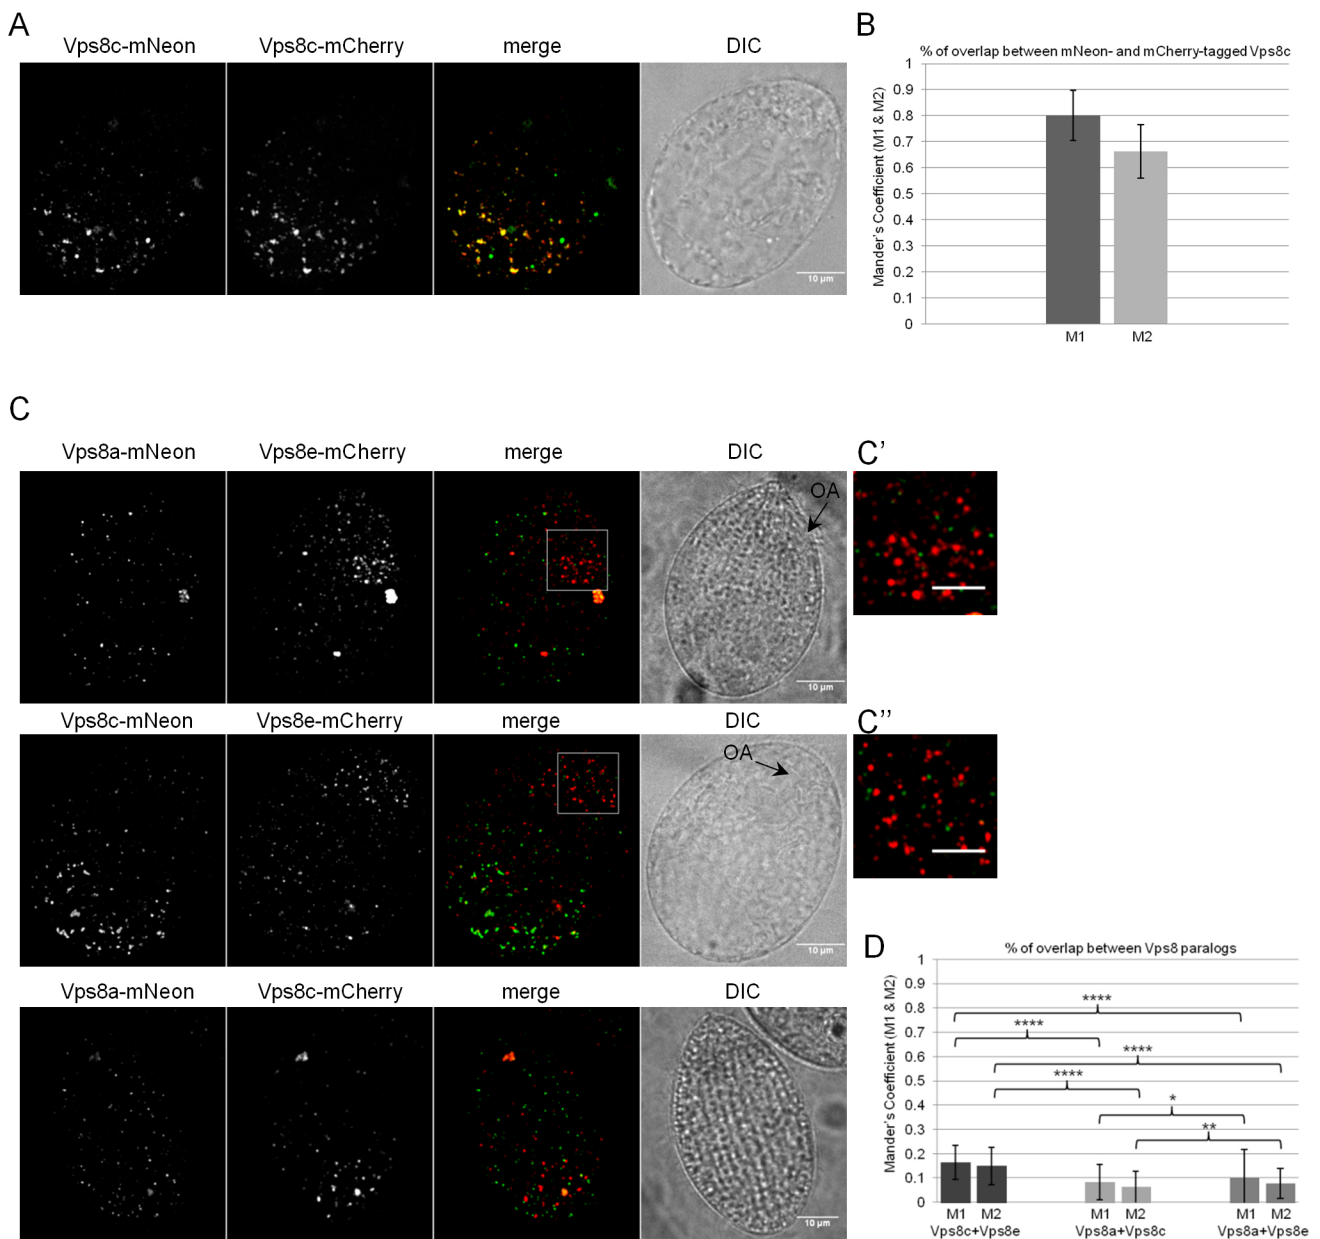 A
Vps8c-mNeon
Vps8c-mCherry
merge
DIC
10 µm
B
% of overlap between mNeon- and mCherry-tagged Vps8c
Mander's Coefficient (M1 & M2)
1
0.9
0.8
0.7
0.6
0.5
0.4
0.3
0.2
0.1
0
M1
M2
C
Vps8a-mNeon
Vps8e-mCherry
merge
DIC
OA
10 µm
C'
Vps8c-mNeon
Vps8e-mCherry
merge
DIC
OA
10 µm
C''
Vps8a-mNeon
Vps8c-mCherry
merge
DIC
10 µm
D
% of overlap between Vps8 paralogs
Mander's Coefficient (M1 & M2)
1
0.9
0.8
0.7
0.6
0.5
0.4
0.3
0.2
0.1
0
****
****
****
****
*
**
M1 M2
Vps8c+Vps8e
M1 M2
Vps8a+Vps8c
M1 M2
Vps8a+Vps8e